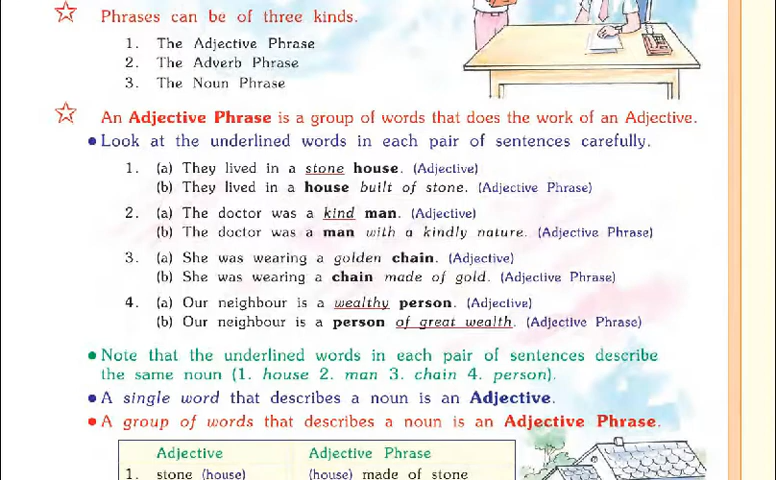 Phrases can be of three kinds.
1. The Adjective Phrase
2. The Adverb Phrase
3. The Noun Phrase
An Adjective Phrase is a group of words that does the work of an Adjective.
• Look at the underlined words in each pair of sentences carefully.
1. (a) They lived in a stone house. (Adjective)
(b) They lived in a house built of stone. (Adjective Phrase)
2. (a) The doctor was a kind man. (Adjective)
(b) The doctor was a man with a kindly nature. (Adjective Phrase)
3. (a) She was wearing a golden chain. (Adjective)
(b) She was wearing a chain made of gold. (Adjective Phrase)
4. (a) Our neighbour is a wealthy person. (Adjective)
(b) Our neighbour is a person of great wealth. (Adjective Phrase)
• Note that the underlined words in each pair of sentences describe
the same noun (1. house 2. man 3. chain 4. person).
• A single word that describes a noun is an Adjective.
• A group of words that describes a noun is an Adjective Phrase.
Adjective Adjective Phrase
1. stone (house) (house) made of stone